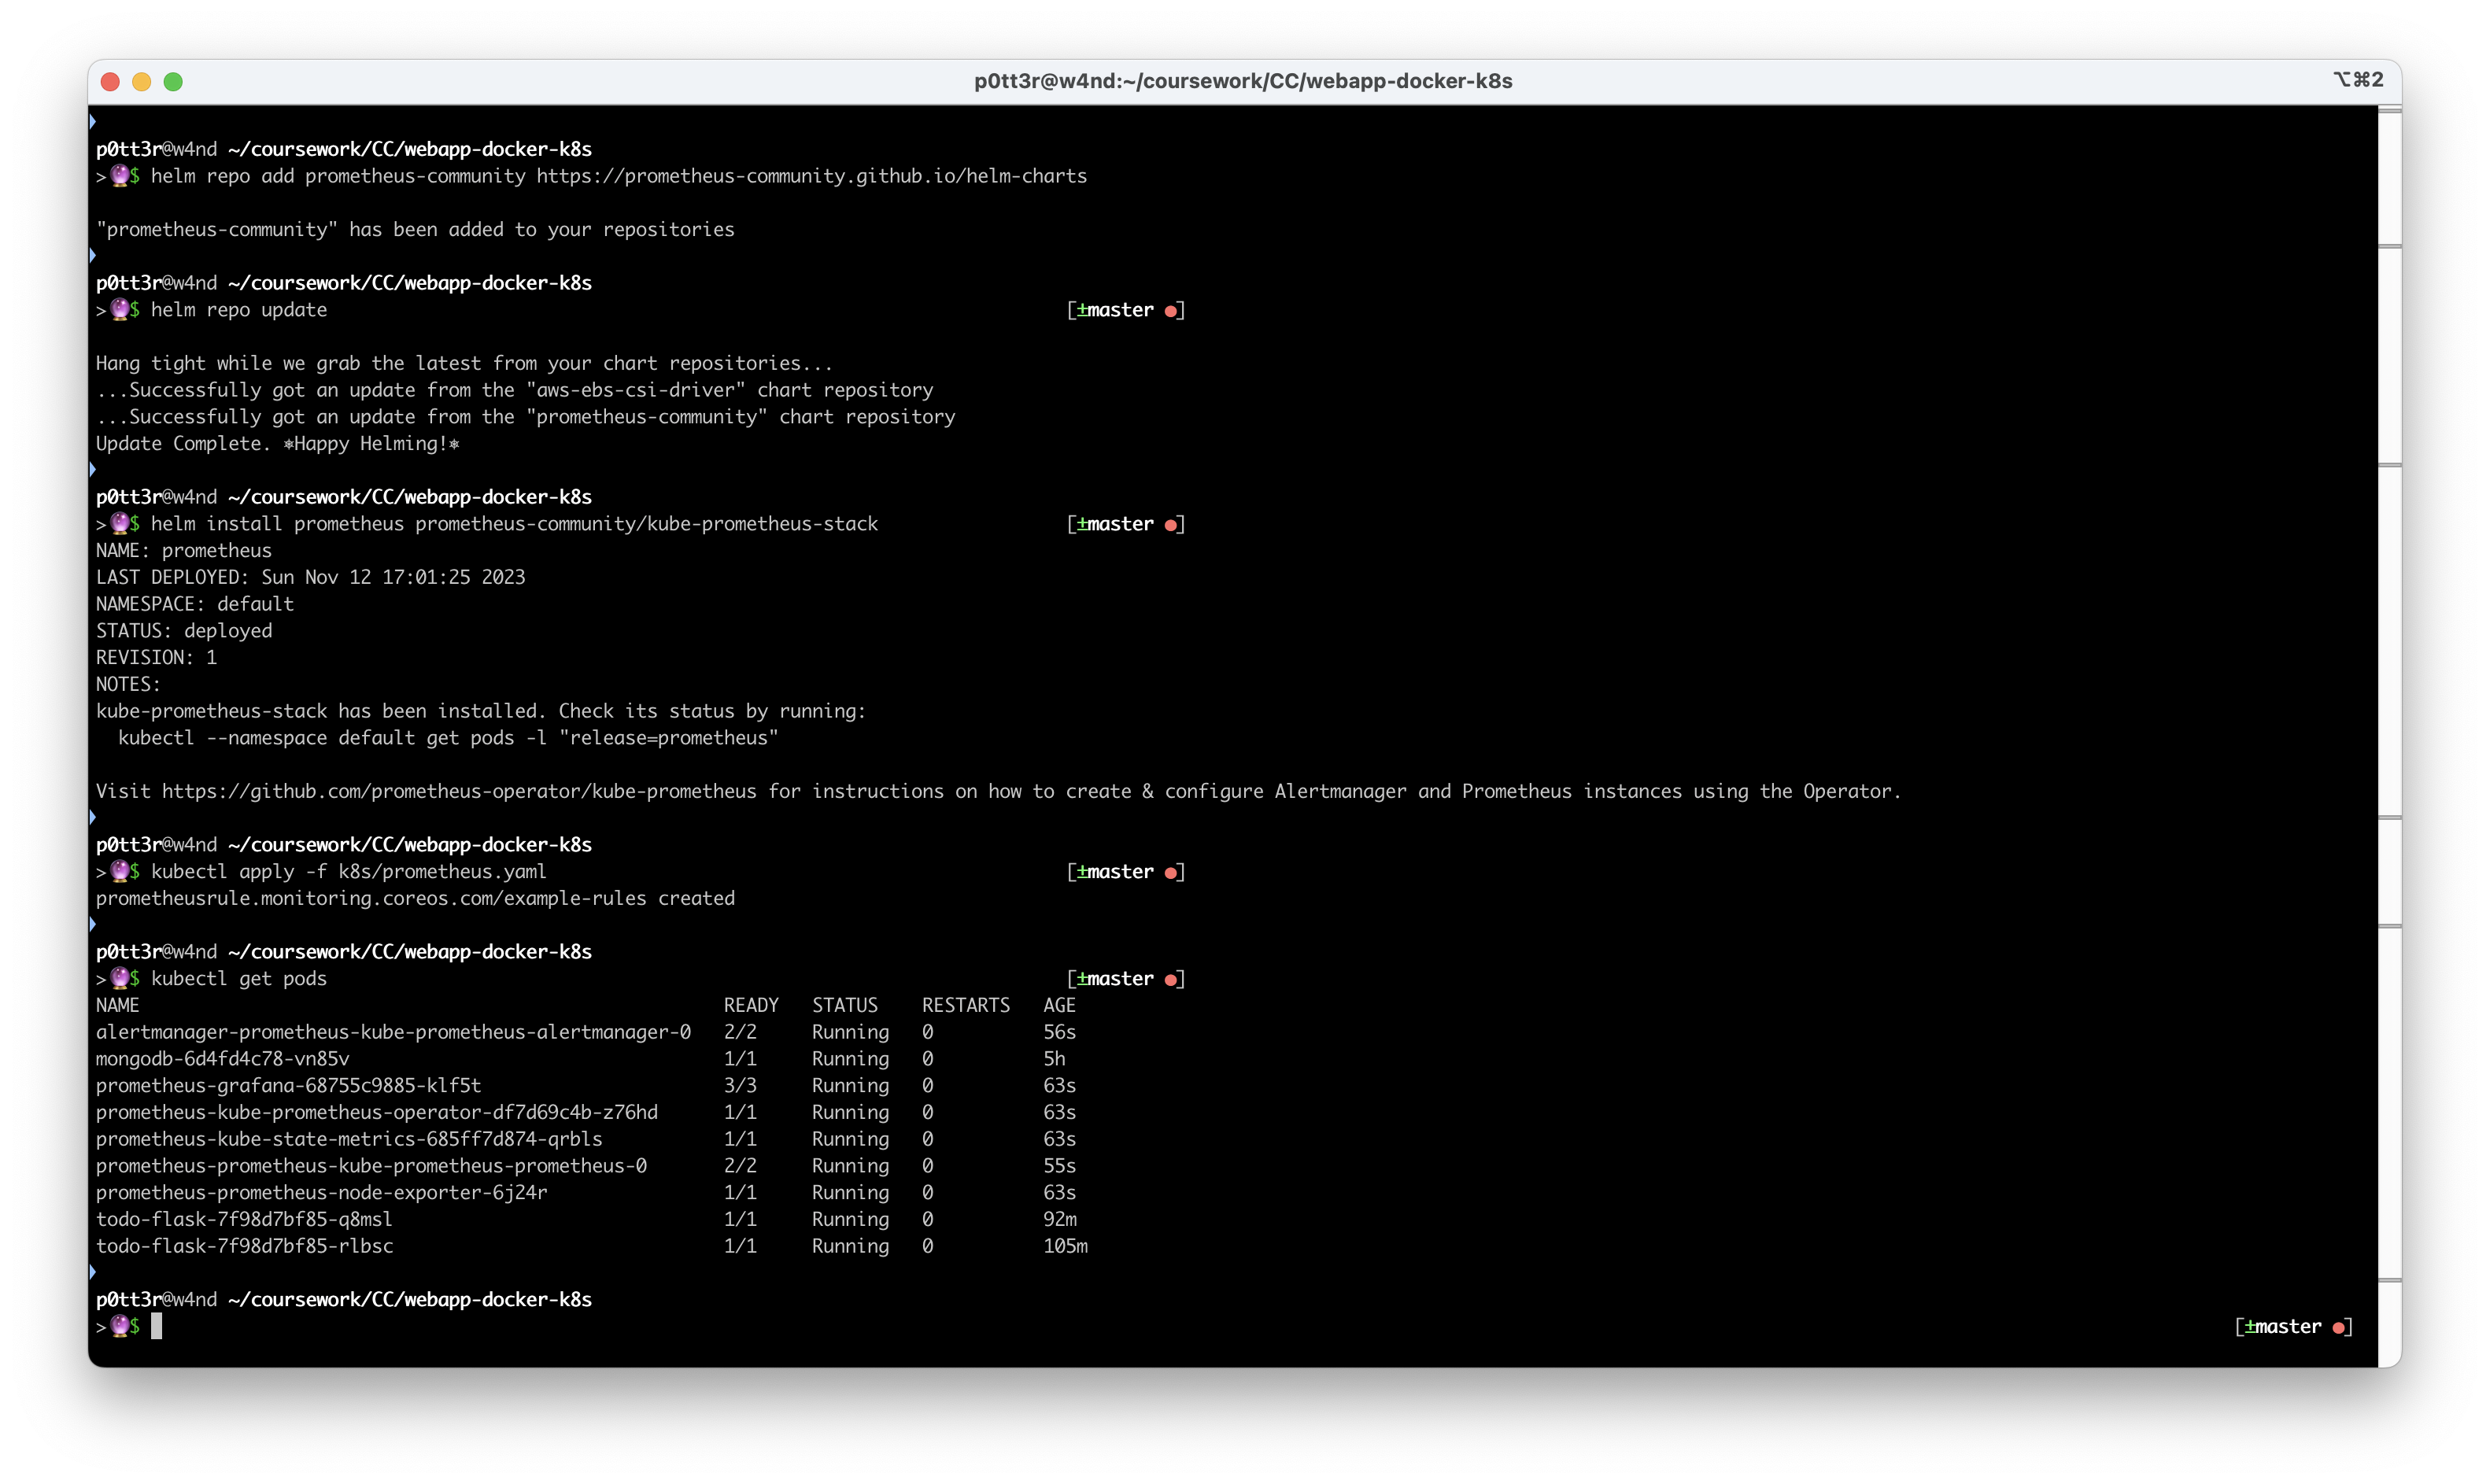 p0tt3r@w4nd:~/coursework/CC/webapp-docker-k8s ⌥⌘2
p0tt3r@w4nd ~/coursework/CC/webapp-docker-k8s
>🔮$ helm repo add prometheus-community https://prometheus-community.github.io/helm-charts
"prometheus-community" has been added to your repositories
p0tt3r@w4nd ~/coursework/CC/webapp-docker-k8s
>🔮$ helm repo update [±master ●]
Hang tight while we grab the latest from your chart repositories...
...Successfully got an update from the "aws-ebs-csi-driver" chart repository
...Successfully got an update from the "prometheus-community" chart repository
Update Complete. ⎈Happy Helming!⎈
p0tt3r@w4nd ~/coursework/CC/webapp-docker-k8s
>🔮$ helm install prometheus prometheus-community/kube-prometheus-stack [±master ●]
NAME: prometheus
LAST DEPLOYED: Sun Nov 12 17:01:25 2023
NAMESPACE: default
STATUS: deployed
REVISION: 1
NOTES:
kube-prometheus-stack has been installed. Check its status by running:
  kubectl --namespace default get pods -l "release=prometheus"
Visit https://github.com/prometheus-operator/kube-prometheus for instructions on how to create & configure Alertmanager and Prometheus instances using the Operator.
p0tt3r@w4nd ~/coursework/CC/webapp-docker-k8s
>🔮$ kubectl apply -f k8s/prometheus.yaml [±master ●]
prometheusrule.monitoring.coreos.com/example-rules created
p0tt3r@w4nd ~/coursework/CC/webapp-docker-k8s
>🔮$ kubectl get pods [±master ●]
NAME READY STATUS RESTARTS AGE
alertmanager-prometheus-kube-prometheus-alertmanager-0 2/2 Running 0 56s
mongodb-6d4fd4c78-vn85v 1/1 Running 0 5h
prometheus-grafana-68755c9885-klf5t 3/3 Running 0 63s
prometheus-kube-prometheus-operator-df7d69c4b-z76hd 1/1 Running 0 63s
prometheus-kube-state-metrics-685ff7d874-qrbls 1/1 Running 0 63s
prometheus-prometheus-kube-prometheus-prometheus-0 2/2 Running 0 55s
prometheus-prometheus-node-exporter-6j24r 1/1 Running 0 63s
todo-flask-7f98d7bf85-q8msl 1/1 Running 0 92m
todo-flask-7f98d7bf85-rlbsc 1/1 Running 0 105m
p0tt3r@w4nd ~/coursework/CC/webapp-docker-k8s
>🔮$ [±master ●]